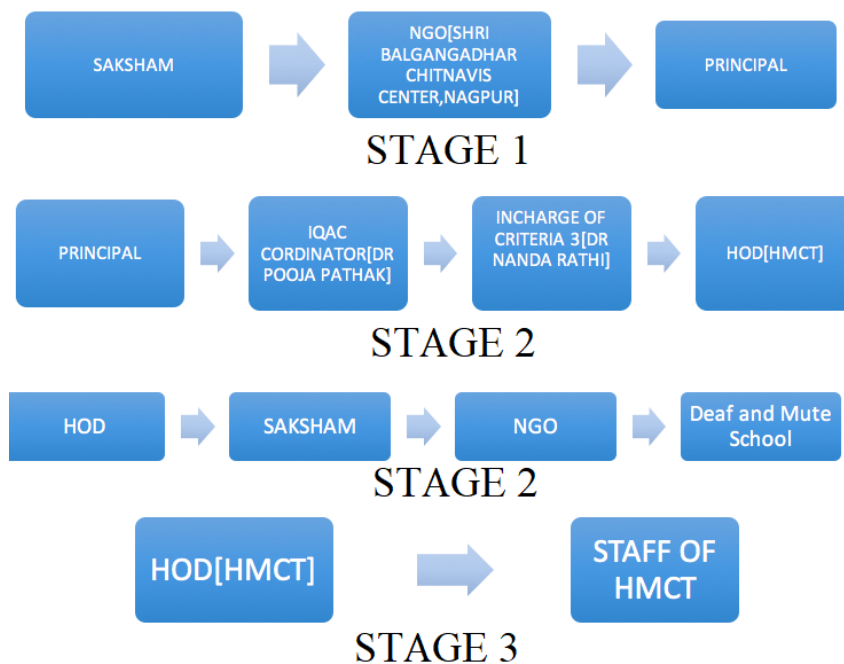 SAKSHAM
NGO[SHRI
BALGANGADHAR
CHITNAVIS
CENTER,NAGPUR]
PRINCIPAL
STAGE 1
PRINCIPAL
IQAC
CORDINATOR[DR
POOJA PATHAK]
INCHARGE OF
CRITERIA 3[DR
NANDA RATHI]
HOD[HMCT]
STAGE 2
HOD
SAKSHAM
NGO
Deaf and Mute
School
STAGE 2
HOD[HMCT]
STAFF OF
HMCT
STAGE 3